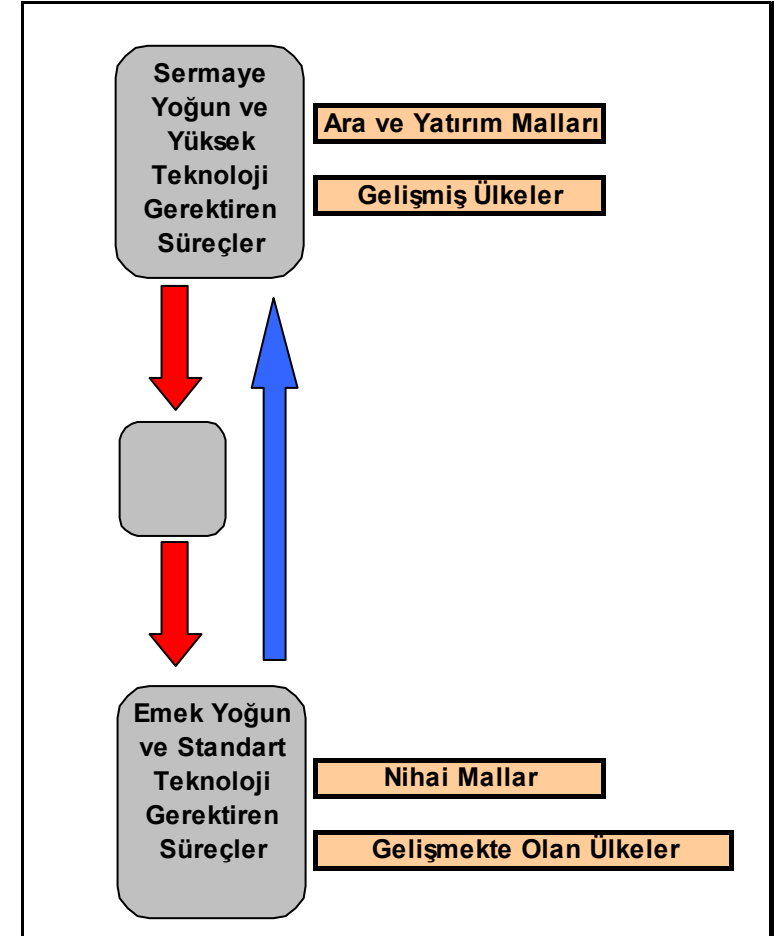 Sermaye
Yoğun ve
Yüksek
Teknoloji
Gerektiren
Süreçler
Ara ve Yatırım Malları
Gelişmiş Ülkeler
Emek Yoğun
ve Standart
Teknoloji
Gerektiren
Süreçler
Nihai Mallar
Gelişmekte Olan Ülkeler